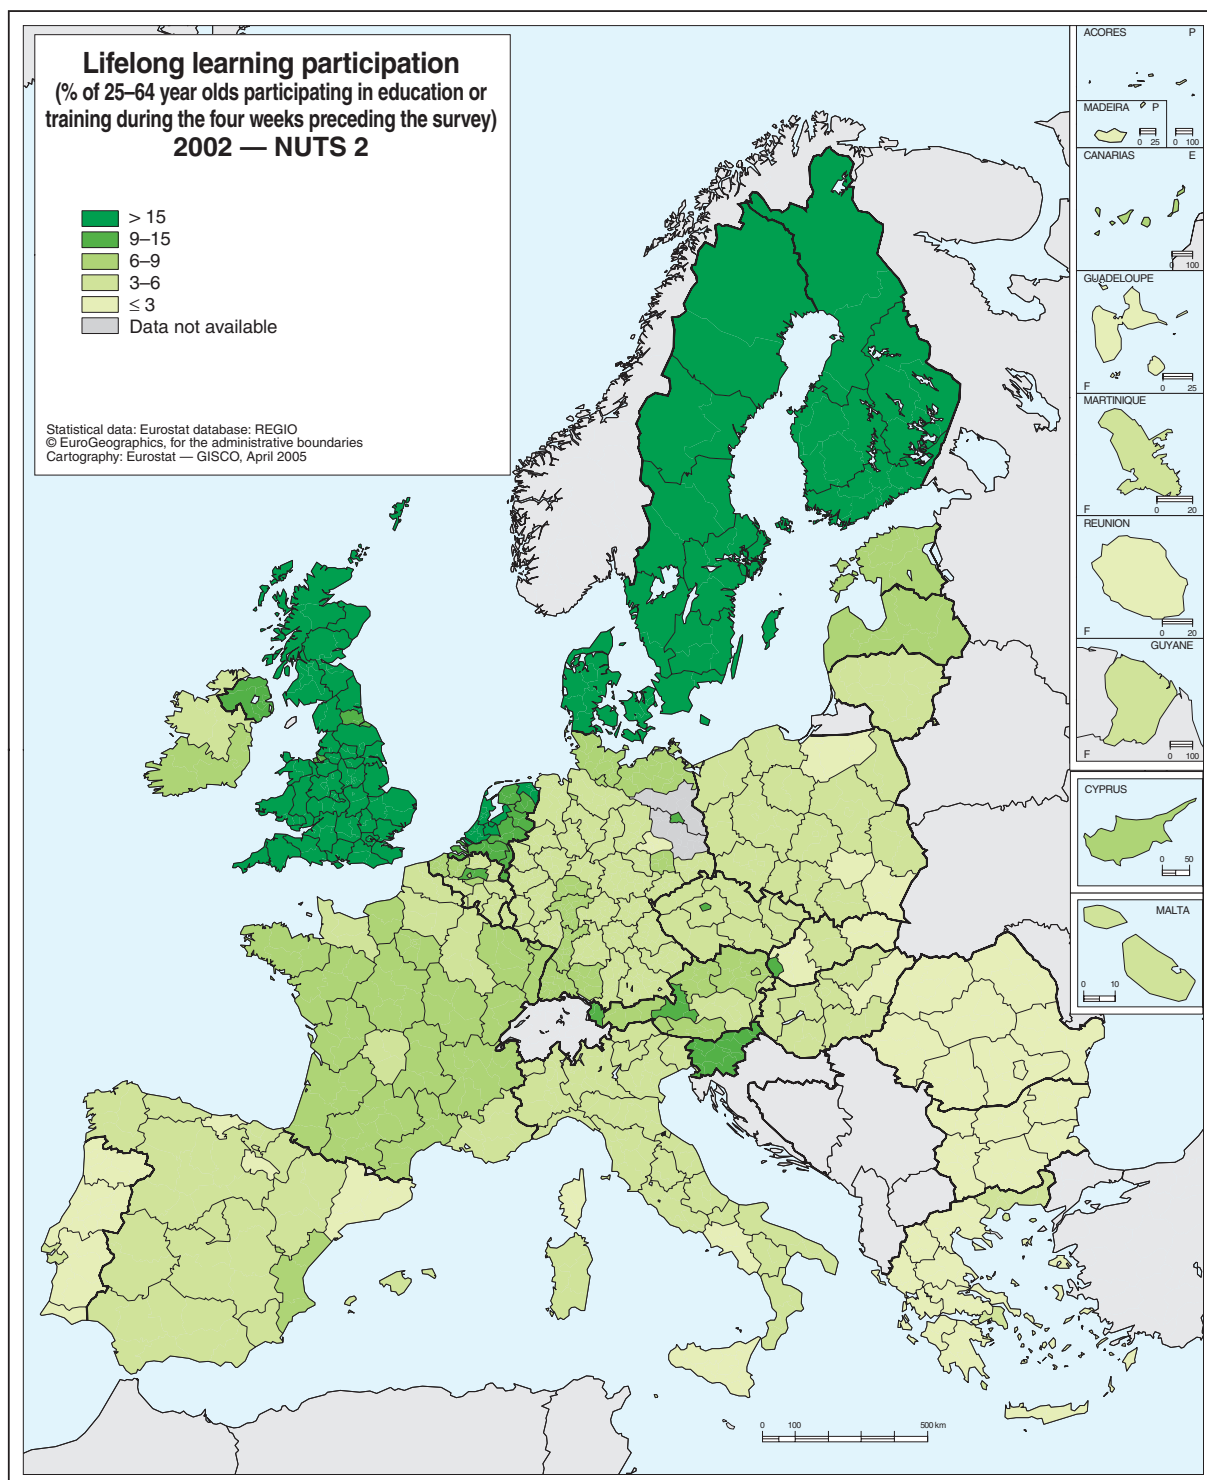 Lifelong learning participation
(% of 25–64 year olds participating in education or
training during the four weeks preceding the survey)
2002 — NUTS 2
> 15
9–15
6–9
3–6
≤ 3
Data not available
Statistical data: Eurostat database: REGIO
© EuroGeographics, for the administrative boundaries
Cartography: Eurostat — GISCO, April 2005
ACORES P
MADEIRA P
0 25 0 100
CANARIAS E
0 100
GUADELOUPE
F 0 25
MARTINIQUE
F 0 20
REUNION
F 0 20
GUYANE
F 0 100
CYPRUS
0 50
MALTA
0 10
0 100 500 km